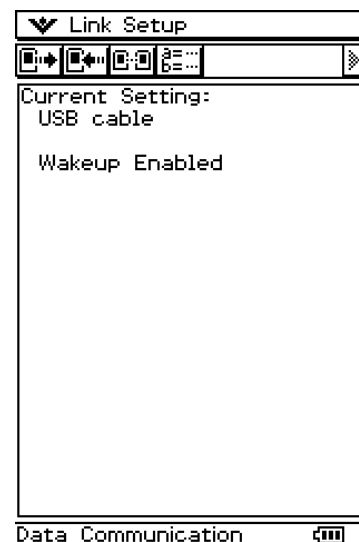 Link Setup
Current Setting:
USB cable
Wakeup Enabled
Data Communication